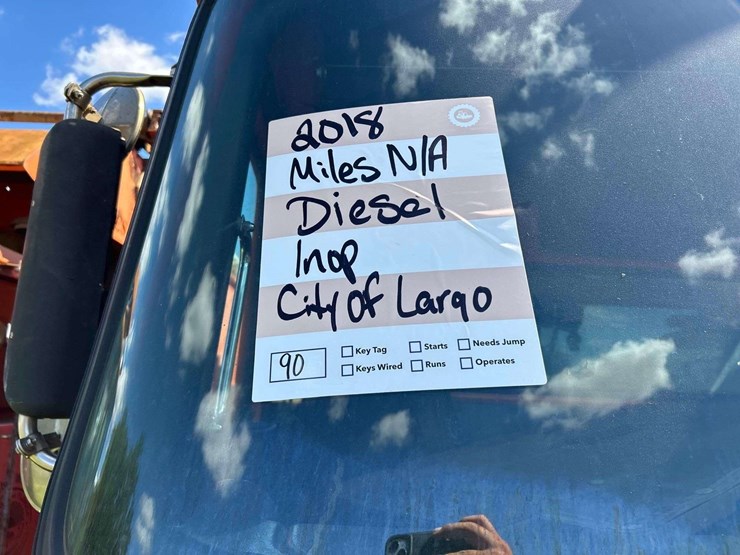 2018
Miles N/A
Diesel
Inop
City of Largo
90
Key Tag Starts Needs Jump
Keys Wired Runs Operates